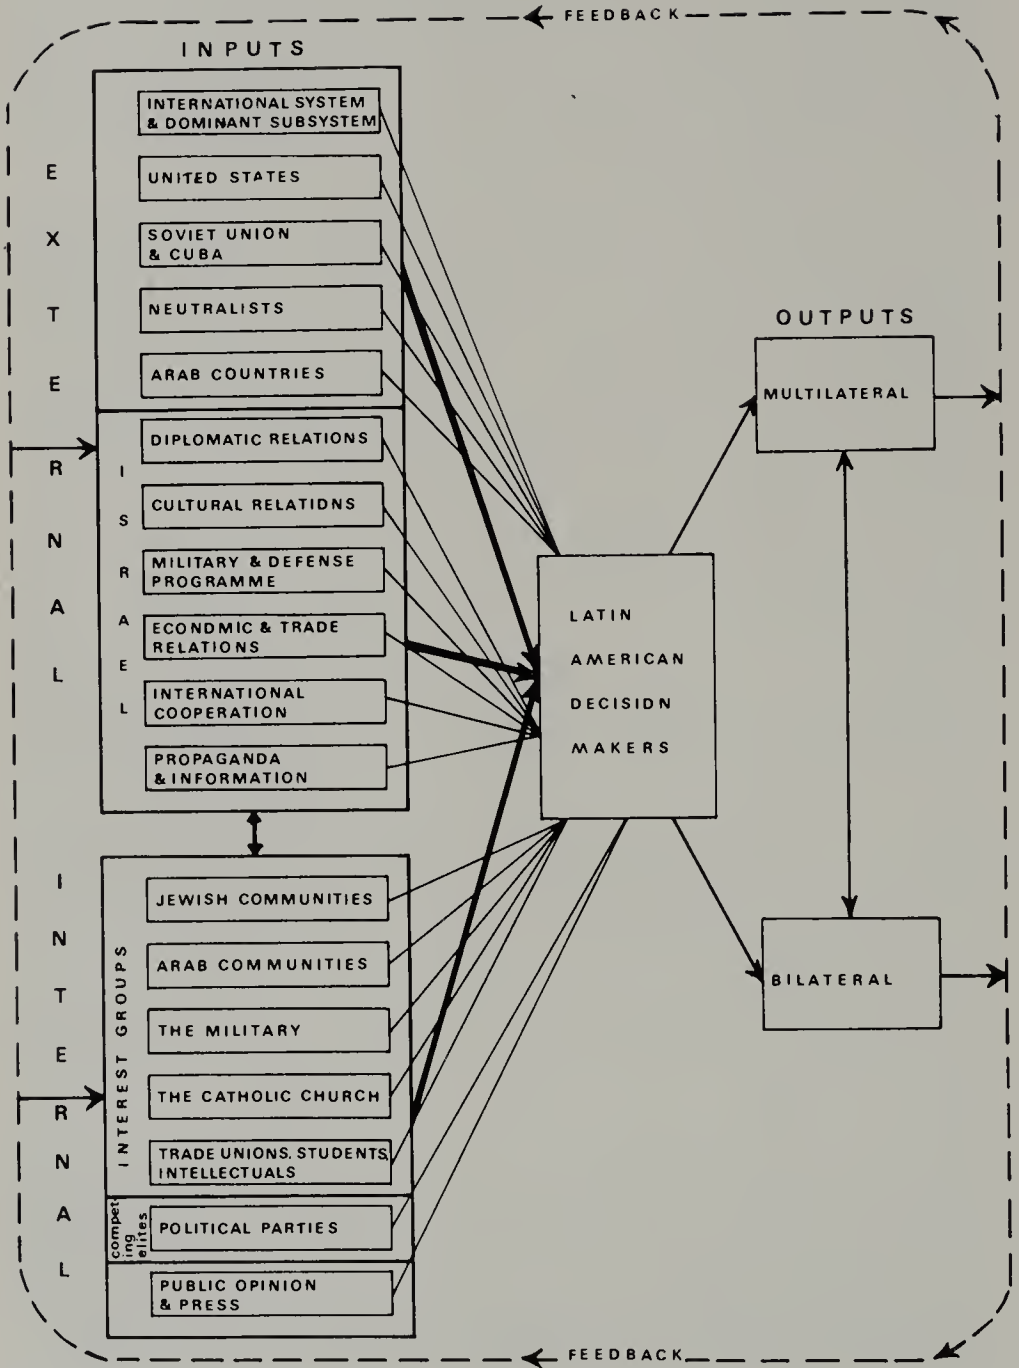 FEEDBACK
INPUTS
EXTERNAL
INTERNATIONAL SYSTEM
& DOMINANT SUBSYSTEM
UNITED STATES
SOVIET UNION
& CUBA
NEUTRALISTS
ARAB COUNTRIES
ISRAEL
DIPLOMATIC RELATIONS
CULTURAL RELATIONS
MILITARY & DEFENSE
PROGRAMME
ECONOMIC & TRADE
RELATIONS
INTERNATIONAL
COOPERATION
PROPAGANDA
& INFORMATION
INTERNAL
INTEREST GROUPS
JEWISH COMMUNITIES
ARAB COMMUNITIES
THE MILITARY
THE CATHOLIC CHURCH
TRADE UNIONS, STUDENTS,
INTELLECTUALS
compet-
ing
elites
POLITICAL PARTIES
PUBLIC OPINION
& PRESS
LATIN
AMERICAN
DECISION
MAKERS
OUTPUTS
MULTILATERAL
BILATERAL
FEEDBACK